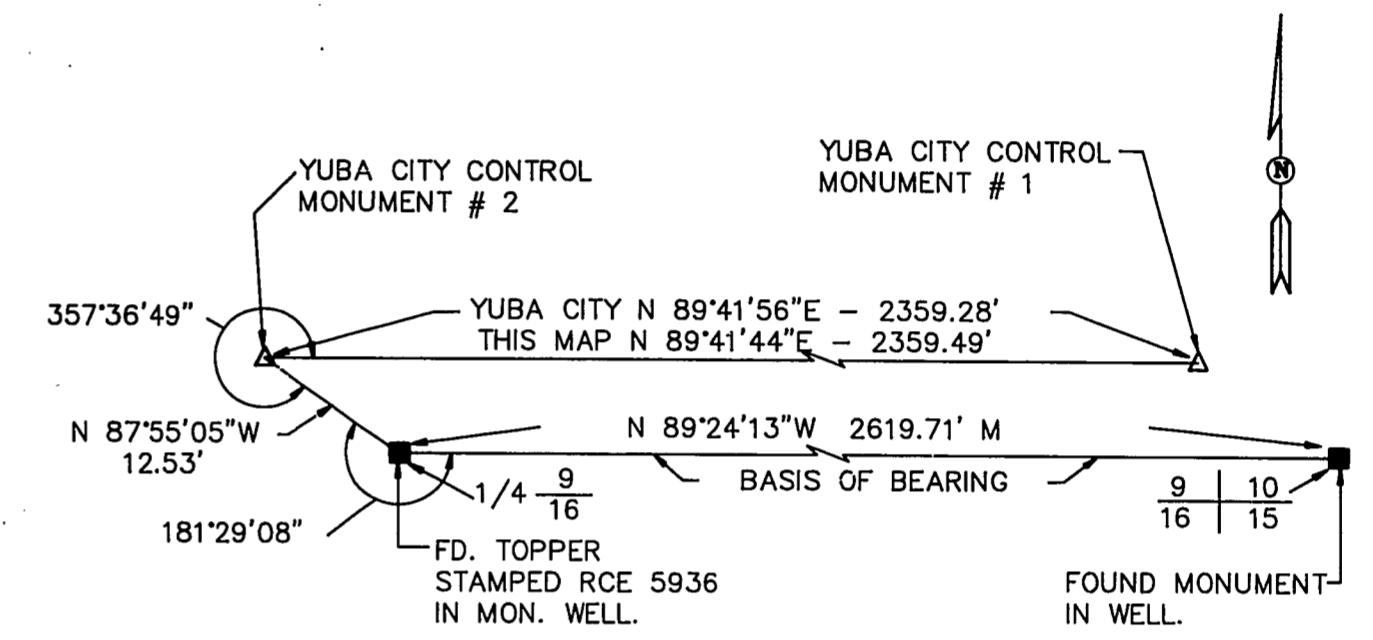 YUBA CITY CONTROL
MONUMENT # 2
YUBA CITY CONTROL
MONUMENT # 1
N
357°36'49"
YUBA CITY N 89°41'56"E - 2359.28'
THIS MAP N 89°41'44"E - 2359.49'
N 87°55'05"W
12.53'
N 89°24'13"W 2619.71' M
BASIS OF BEARING
1/4 9
16
9 10
16 15
181°29'08"
FD. TOPPER
STAMPED RCE 5936
IN MON. WELL.
FOUND MONUMENT
IN WELL.